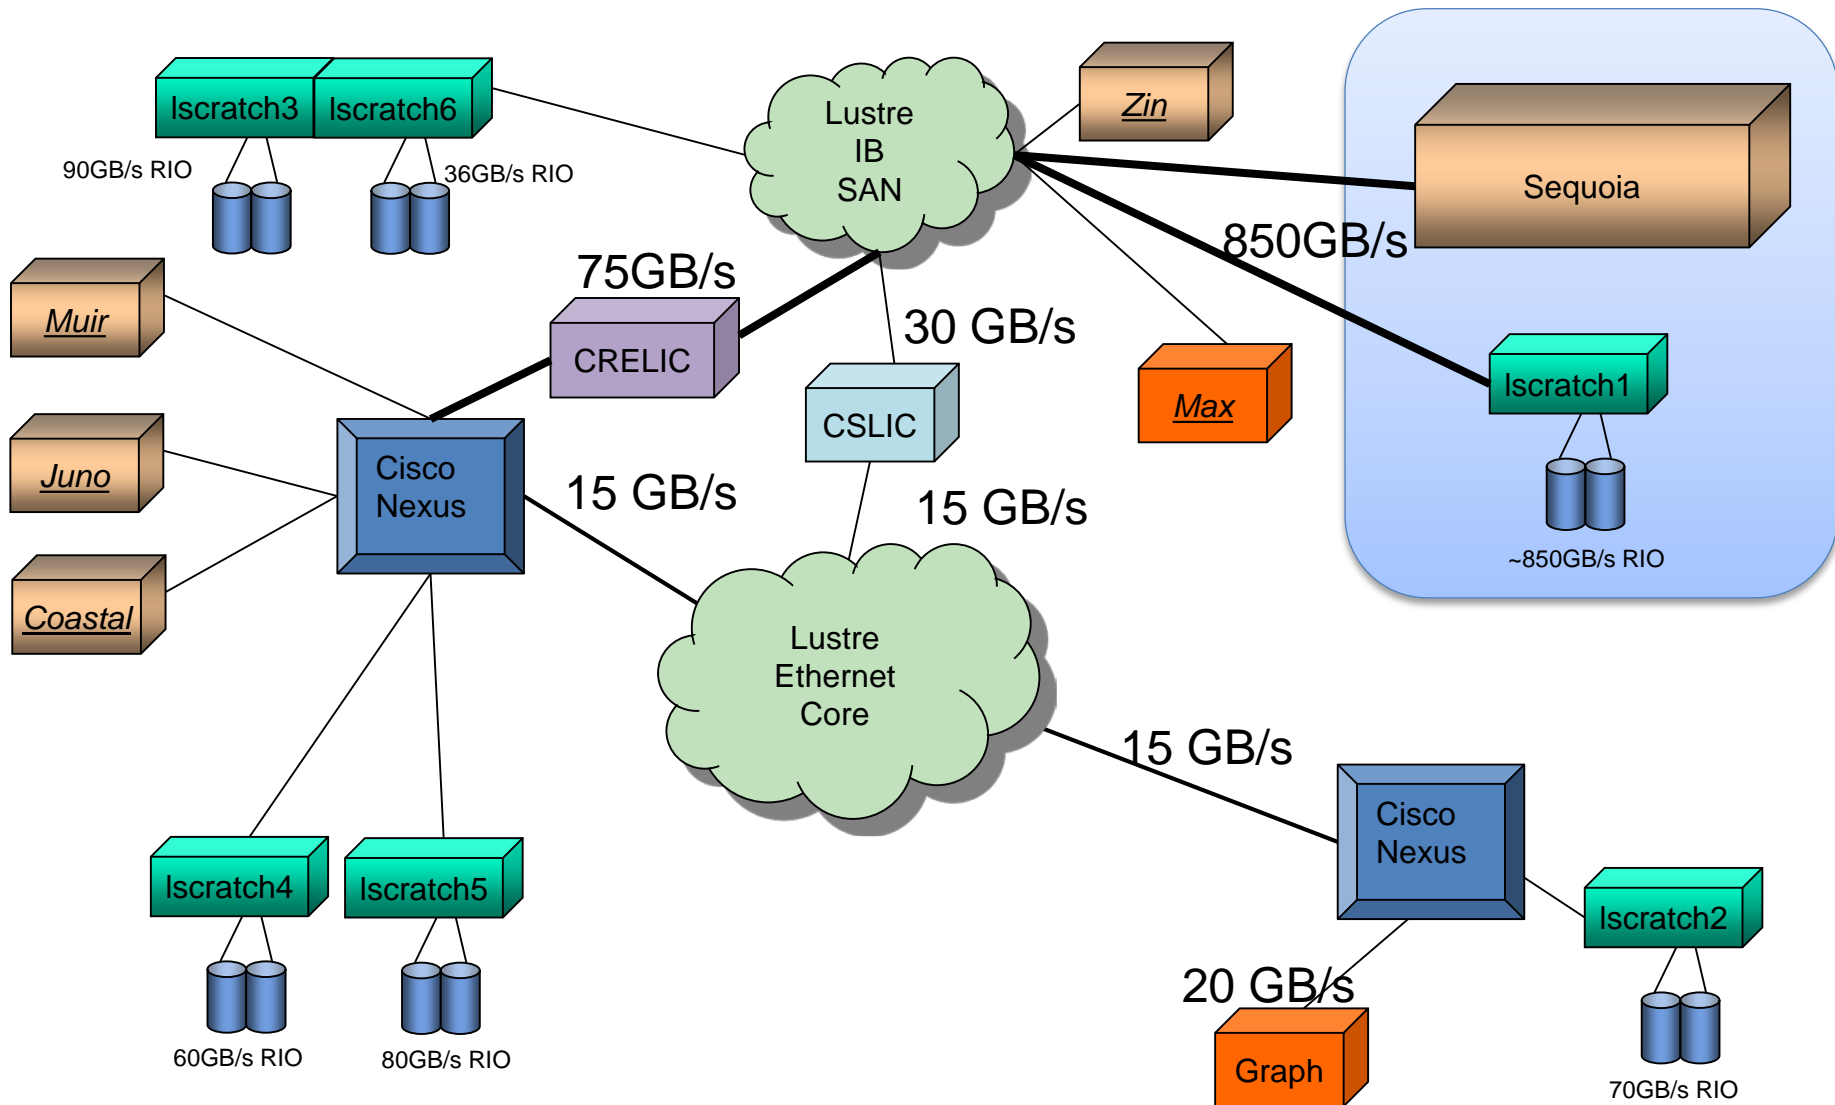 lscratch3
lscratch6
90GB/s RIO
36GB/s RIO
Lustre
IB
SAN
Zin
Sequoia
850GB/s
75GB/s
Muir
CRELIC
30 GB/s
CSLIC
Max
lscratch1
~850GB/s RIO
Juno
Cisco
Nexus
15 GB/s
15 GB/s
Coastal
Lustre
Ethernet
Core
15 GB/s
Cisco
Nexus
lscratch4
lscratch5
lscratch2
20 GB/s
60GB/s RIO
80GB/s RIO
Graph
70GB/s RIO